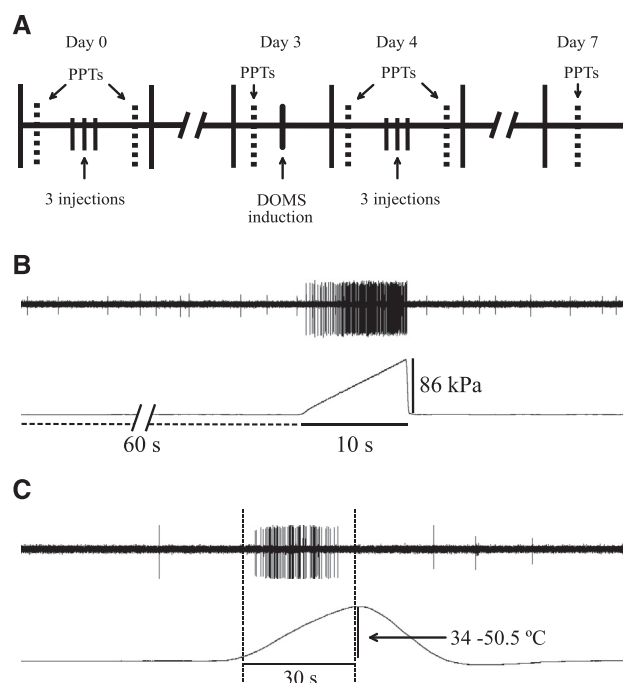 A
Day 0
Day 3
Day 4
Day 7
PPTs
PPTs
PPTs
PPTs
3 injections
DOMS
induction
3 injections
B
86 kPa
60 s
10 s
C
34 -50.5 ºC
30 s